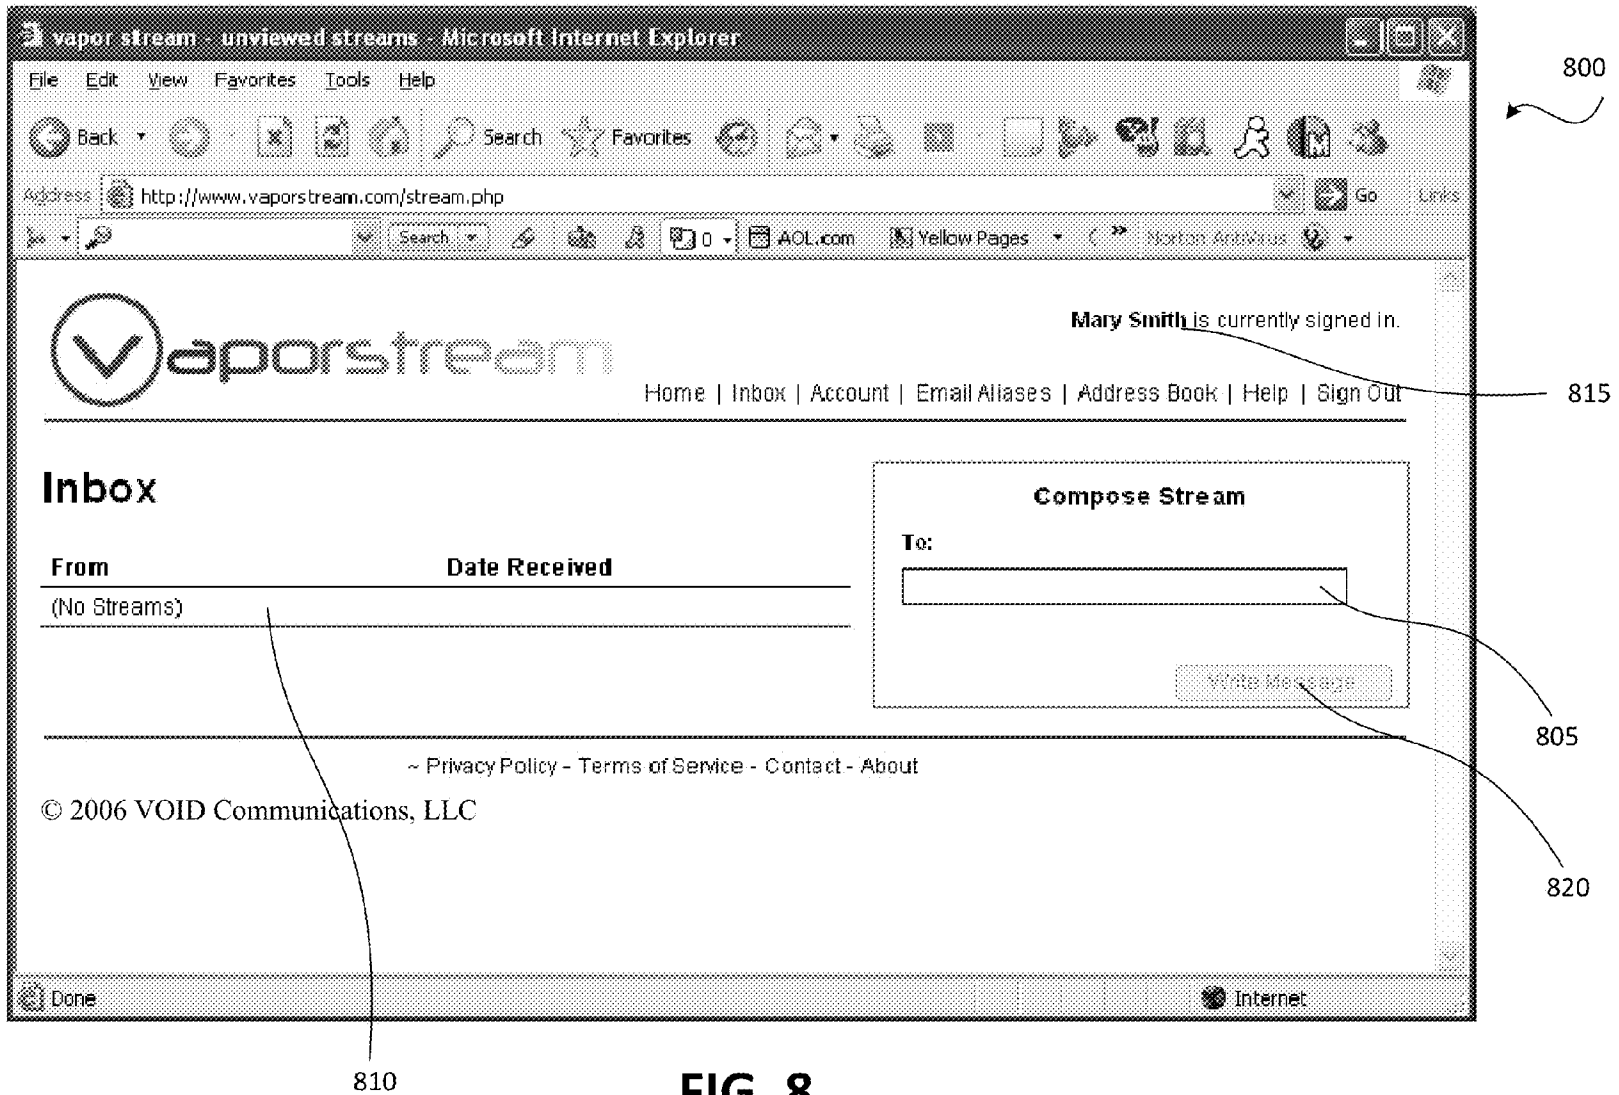 vapor stream - unviewed streams - Microsoft Internet Explorer
800
File Edit View Favorites Tools Help
Back Search Favorites
Address http://www.vaporstream.com/stream.php Go Links
Search 0 AOL.com Yellow Pages Norton AntiVirus
Mary Smith is currently signed in.
Vaporstream
Home | Inbox | Account | Email Aliases | Address Book | Help | Sign Out
815
Inbox
Compose Stream
To:
From Date Received
(No Streams)
Write Message
805
~ Privacy Policy - Terms of Service - Contact - About
© 2006 VOID Communications, LLC
820
Done Internet
810
FIG. 8